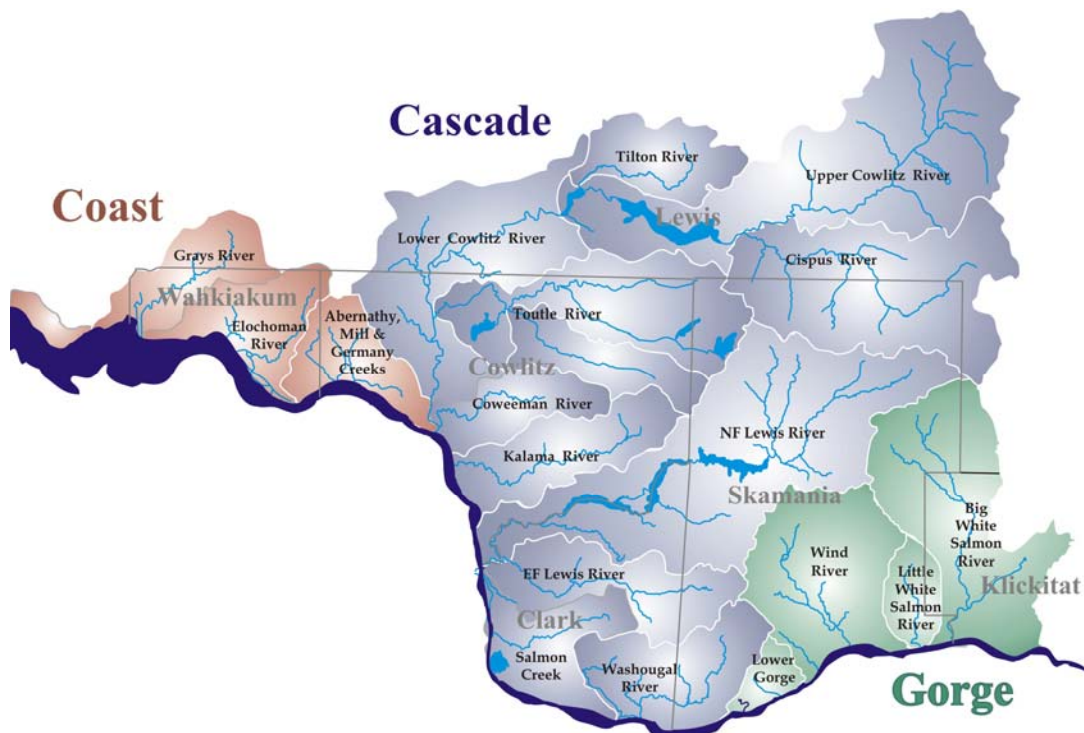 Cascade
Tilton River
Upper Cowlitz River
Coast
Lewis
Lower Cowlitz River
Grays River
Cispus River
Wahkiakum
Abernathy,
Mill &
Germany
Creeks
Elochoman
River
Toutle River
Cowlitz
Coweeman River
NF Lewis River
Kalama River
Skamania
Big
White
Salmon
River
Wind
River
Little
White
Salmon
River
Klickitat
EF Lewis River
Clark
Salmon
Creek
Washougal
River
Lower
Gorge
Gorge